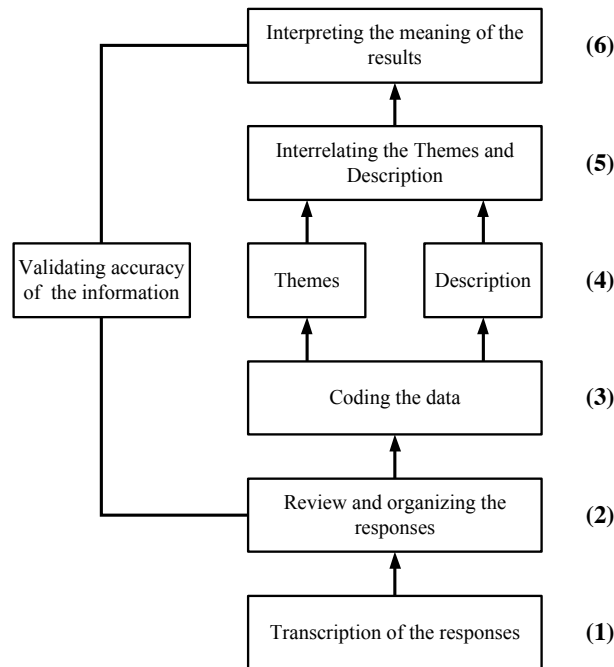 Interpreting the meaning of the
results
(6)
Interrelating the Themes and
Description
(5)
Validating accuracy
of the information
Themes
Description
(4)
Coding the data
(3)
Review and organizing the
responses
(2)
Transcription of the responses
(1)